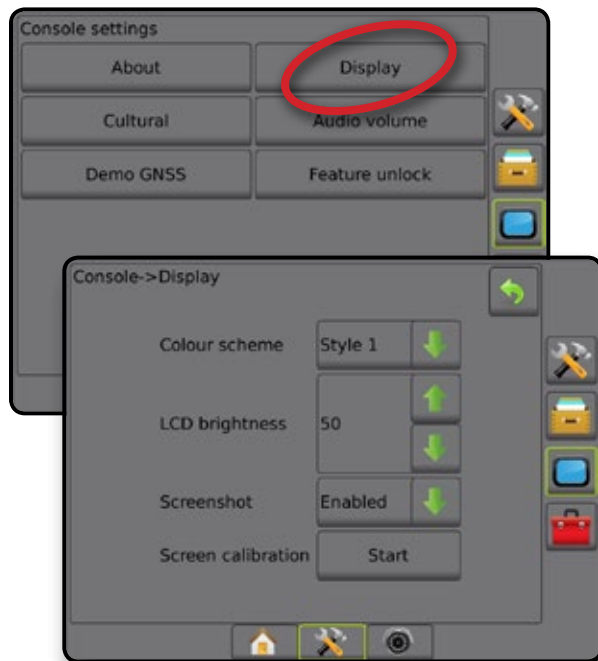 Console settings
About Display
Cultural Audio volume
Demo GNSS Feature unlock
Console->Display
Colour scheme Style 1
LCD brightness 50
Screenshot Enabled
Screen calibration Start